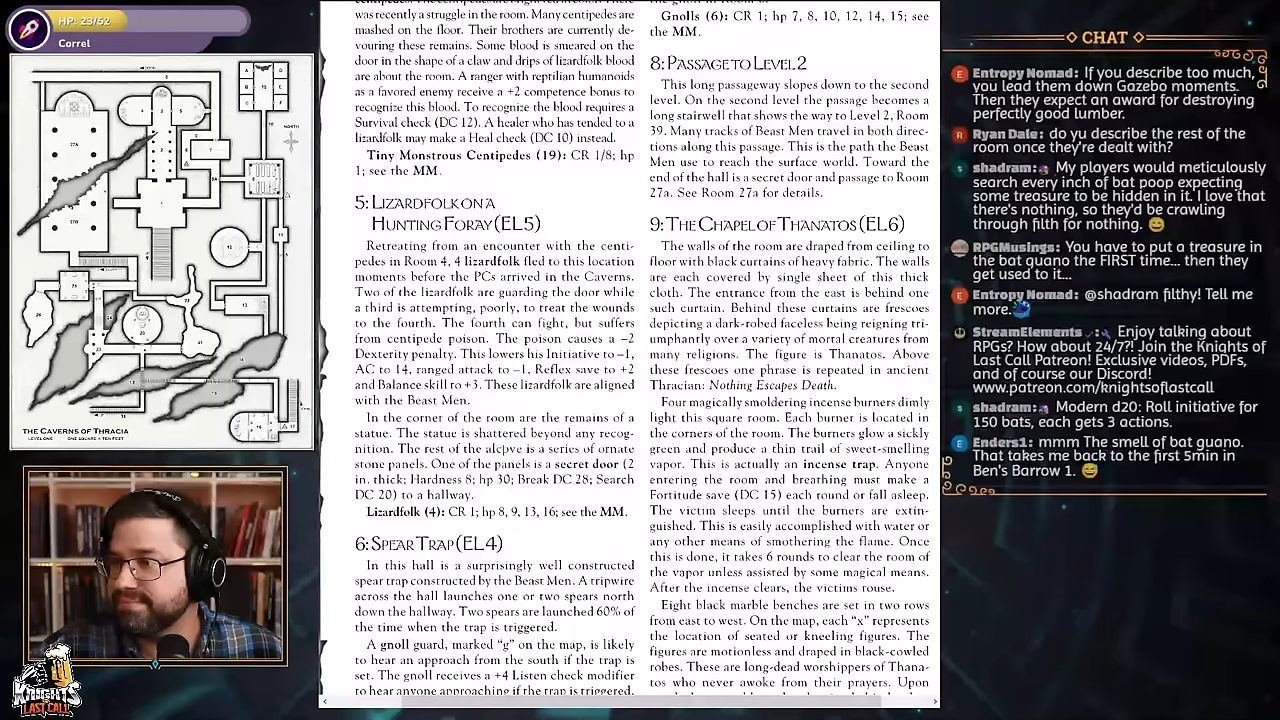 HP: 23/52
Correl
NORTH
THE CAVERNS OF THRACIA
LEVEL ONE ONE SQUARE = TEN FEET
KNIGHTS
OF
LAST CALL
was recently a struggle in the room. Many centipedes are
mashed on the floor. Their brothers are currently de-
vouring these remains. Some blood is smeared on the
door in the shape of a claw and drips of lizardfolk blood
are about the room. A ranger with reptilian humanoids
as a favored enemy receive a +2 competence bonus to
recognize this blood. To recognize the blood requires a
Survival check (DC 12). A healer who has tended to a
lizardfolk may make a Heal check (DC 10) instead.
Tiny Monstrous Centipedes (19): CR 1/8; hp
1; see the MM.
5: LIZARDFOLK ON A
HUNTING FORAY (EL 5)
Retreating from an encounter with the centi-
pedes in Room 4, 4 lizardfolk fled to this location
moments before the PCs arrived in the Caverns.
Two of the lizardfolk are guarding the door while
a third is attempting, poorly, to treat the wounds
to the fourth. The fourth can fight, but suffers
from centipede poison. The poison causes a –2
Dexterity penalty. This lowers his Initiative to –1,
AC to 14, ranged attack to –1, Reflex save to +2
and Balance skill to +3. These lizardfolk are aligned
with the Beast Men.
In the corner of the room are the remains of a
statue. The statue is shattered beyond any recog-
nition. The rest of the alcpve is a series of ornate
stone panels. One of the panels is a secret door (2
in. thick; Hardness 8; hp 30; Break DC 28; Search
DC 20) to a hallway.
Lizardfolk (4): CR 1; hp 8, 9, 13, 16; see the MM.
6: SPEAR TRAP (EL 4)
In this hall is a surprisingly well constructed
spear trap constructed by the Beast Men. A tripwire
across the hall launches one or two spears north
down the hallway. Two spears are launched 60% of
the time when the trap is triggered.
A gnoll guard, marked "g" on the map, is likely
to hear an approach from the south if the trap is
set. The gnoll receives a +4 Listen check modifier
to hear anyone approaching if the trap is triggered.
Gnolls (6): CR 1; hp 7, 8, 10, 12, 14, 15; see
the MM.
8: PASSAGE TO LEVEL 2
This long passageway slopes down to the second
level. On the second level the passage becomes a
long stairwell that shows the way to Level 2, Room
39. Many tracks of Beast Men travel in both direc-
tions along this passage. This is the path the Beast
Men use to reach the surface world. Toward the
end of the hall is a secret door and passage to Room
27a. See Room 27a for details.
9: THE CHAPEL OF THANATOS (EL 6)
The walls of the room are draped from ceiling to
floor with black curtains of heavy fabric. The walls
are each covered by single sheet of this thick
cloth. The entrance from the east is behind one
such curtain. Behind these curtains are frescoes
depicting a dark-robed faceless being reigning tri-
umphantly over a variety of mortal creatures from
many religions. The figure is Thanatos. Above
these frescoes one phrase is repeated in ancient
Thracian: Nothing Escapes Death.
Four magically smoldering incense burners dimly
light this square room. Each burner is located in
the corners of the room. The burners glow a sickly
green and produce a thin trail of sweet-smelling
vapor. This is actually an incense trap. Anyone
entering the room and breathing must make a
Fortitude save (DC 15) each round or fall asleep.
The victim sleeps until the burners are extin-
guished. This is easily accomplished with water or
any other means of smothering the flame. Once
this is done, it takes 6 rounds to clear the room of
the vapor unless assisted by some magical means.
After the incense clears, the victims rouse.
Eight black marble benches are set in two rows
from east to west. On the map, each "x" represents
the location of seated or kneeling figures. The
figures are motionless and draped in black-cowled
robes. These are long-dead worshippers of Thana-
tos who never awoke from their prayers. Upon
CHAT
Entropy Nomad: If you describe too much,
you lead them down Gazebo moments.
Then they expect an award for destroying
perfectly good lumber.
Ryan Dale: do yu describe the rest of the
room once they're dealt with?
shadram: My players would meticulously
search every inch of bat poop expecting
some treasure to be hidden in it. I love that
there's nothing, so they'd be crawling
through filth for nothing. 😅
RPGMusings: You have to put a treasure in
the bat quano the FIRST time... then they
get used to it...
Entropy Nomad: @shadram filthy! Tell me
more.
StreamElements: Enjoy talking about
RPGs? How about 24/7?! Join the Knights of
Last Call Patreon! Exclusive videos, PDFs,
and of course our Discord!
www.patreon.com/knightsoflastcall
shadram: Modern d20: Roll initiative for
150 bats, each gets 3 actions.
Enders1: mmm The smell of bat guano.
That takes me back to the first 5min in
Ben's Barrow 1. 😄